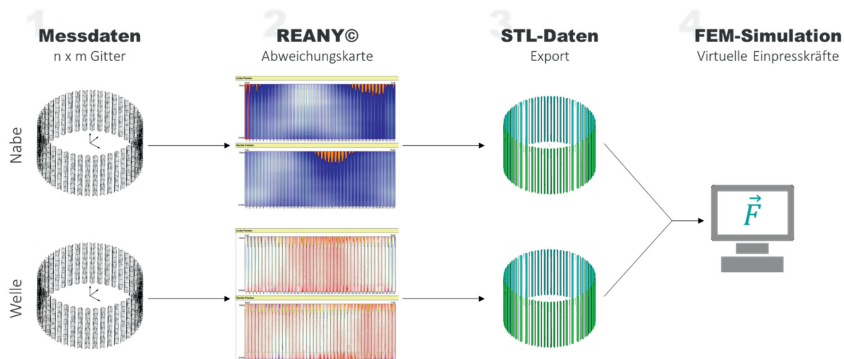 1 Messdaten
n x m Gitter
2 REANY©
Abweichungskarte
3 STL-Daten
Export
4 FEM-Simulation
Virtuelle Einpresskräfte
Nabe
Welle
F